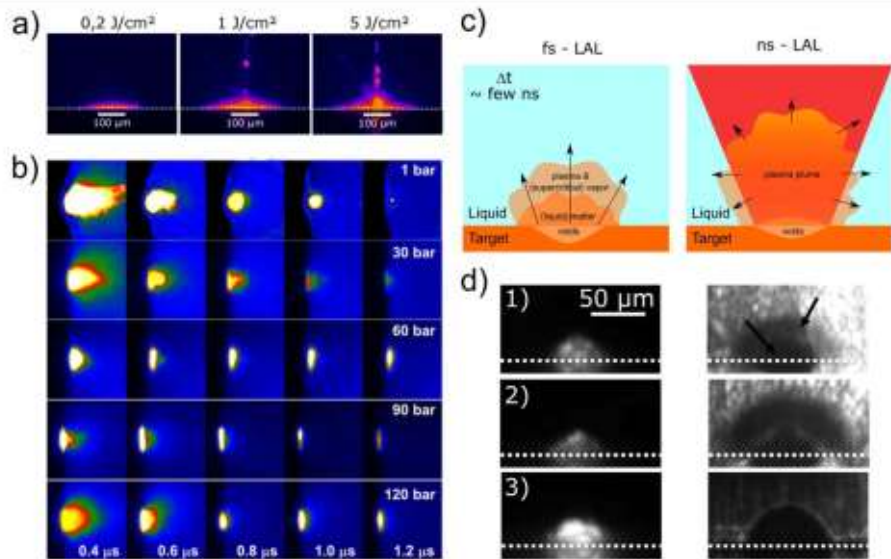 a)
0,2 J/cm² 1 J/cm² 5 J/cm²
100 μm 100 μm 100 μm
b)
1 bar
30 bar
60 bar
90 bar
120 bar
0.4 μs 0.6 μs 0.8 μs 1.0 μs 1.2 μs
c)
fs - LAL ns - LAL
Δt
~ few ns
plasma &
supercritical vapor
(liquid) matter
voids
Liquid
Target
plasma plume
Liquid
Target
d)
1) 50 μm
2)
3)